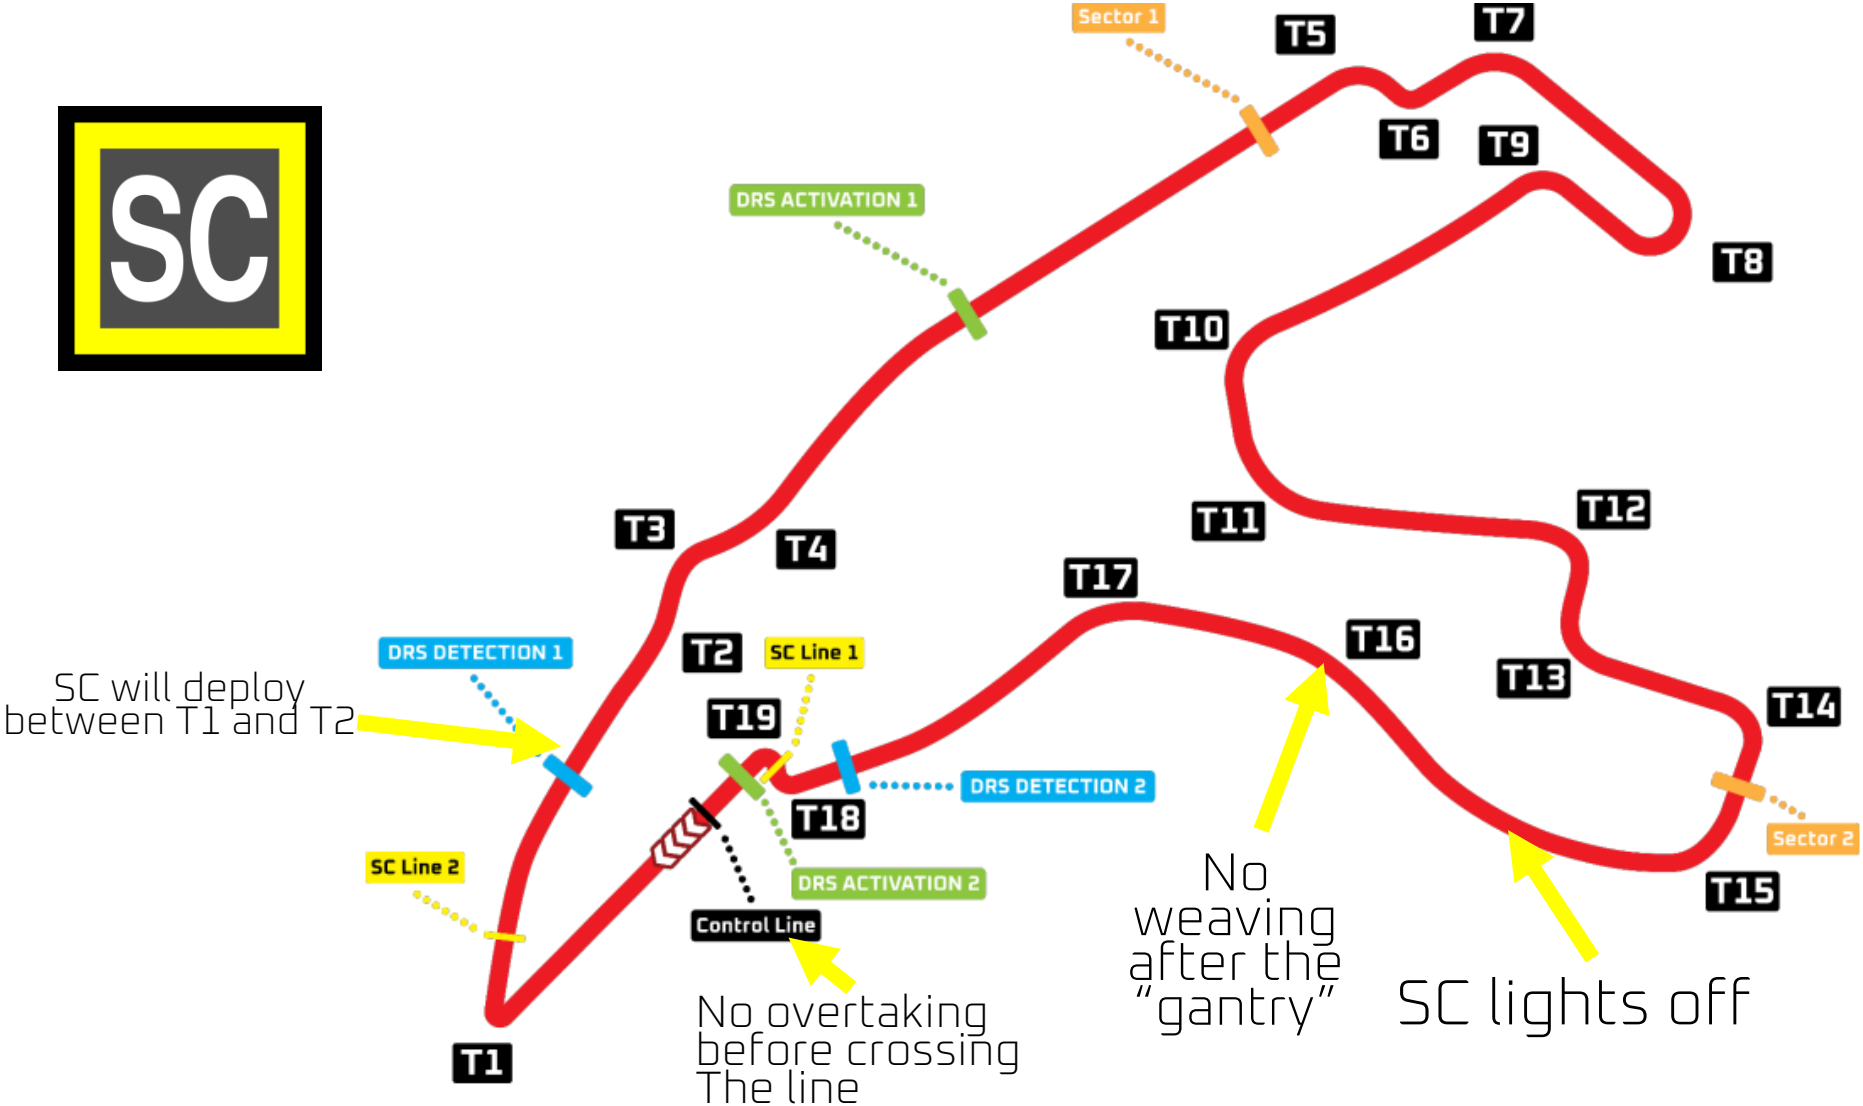 Sector 1
T5
T7
T6
T9
SC
DRS ACTIVATION 1
T8
T10
T12
T11
T3
T4
T17
T16
DRS DETECTION 1
T2
SC Line 1
T13
SC will deploy
between T1 and T2
T19
T14
DRS DETECTION 2
T18
Sector 2
SC Line 2
DRS ACTIVATION 2
T15
Control Line
No
weaving
after the
“gantry”
SC lights off
No overtaking
before crossing
The line
T1